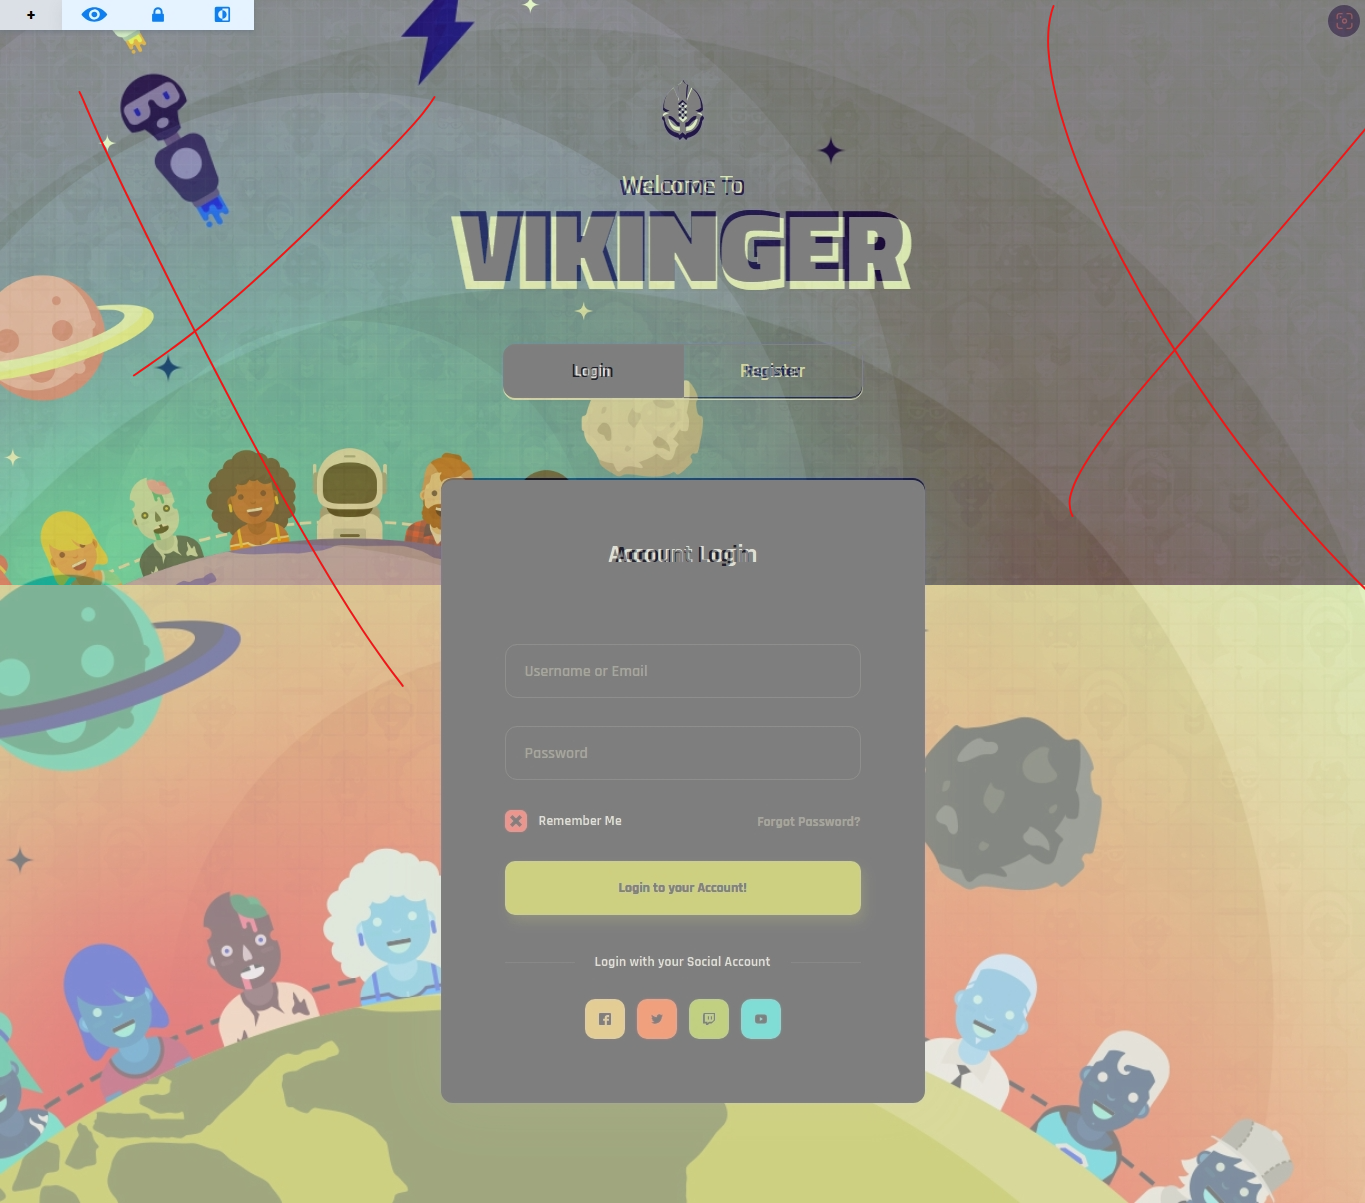 +
Welcome To
VIKINGER
Login Register
Account Login
Username or Email
Password
Remember Me Forgot Password?
Login to your Account!
Login with your Social Account